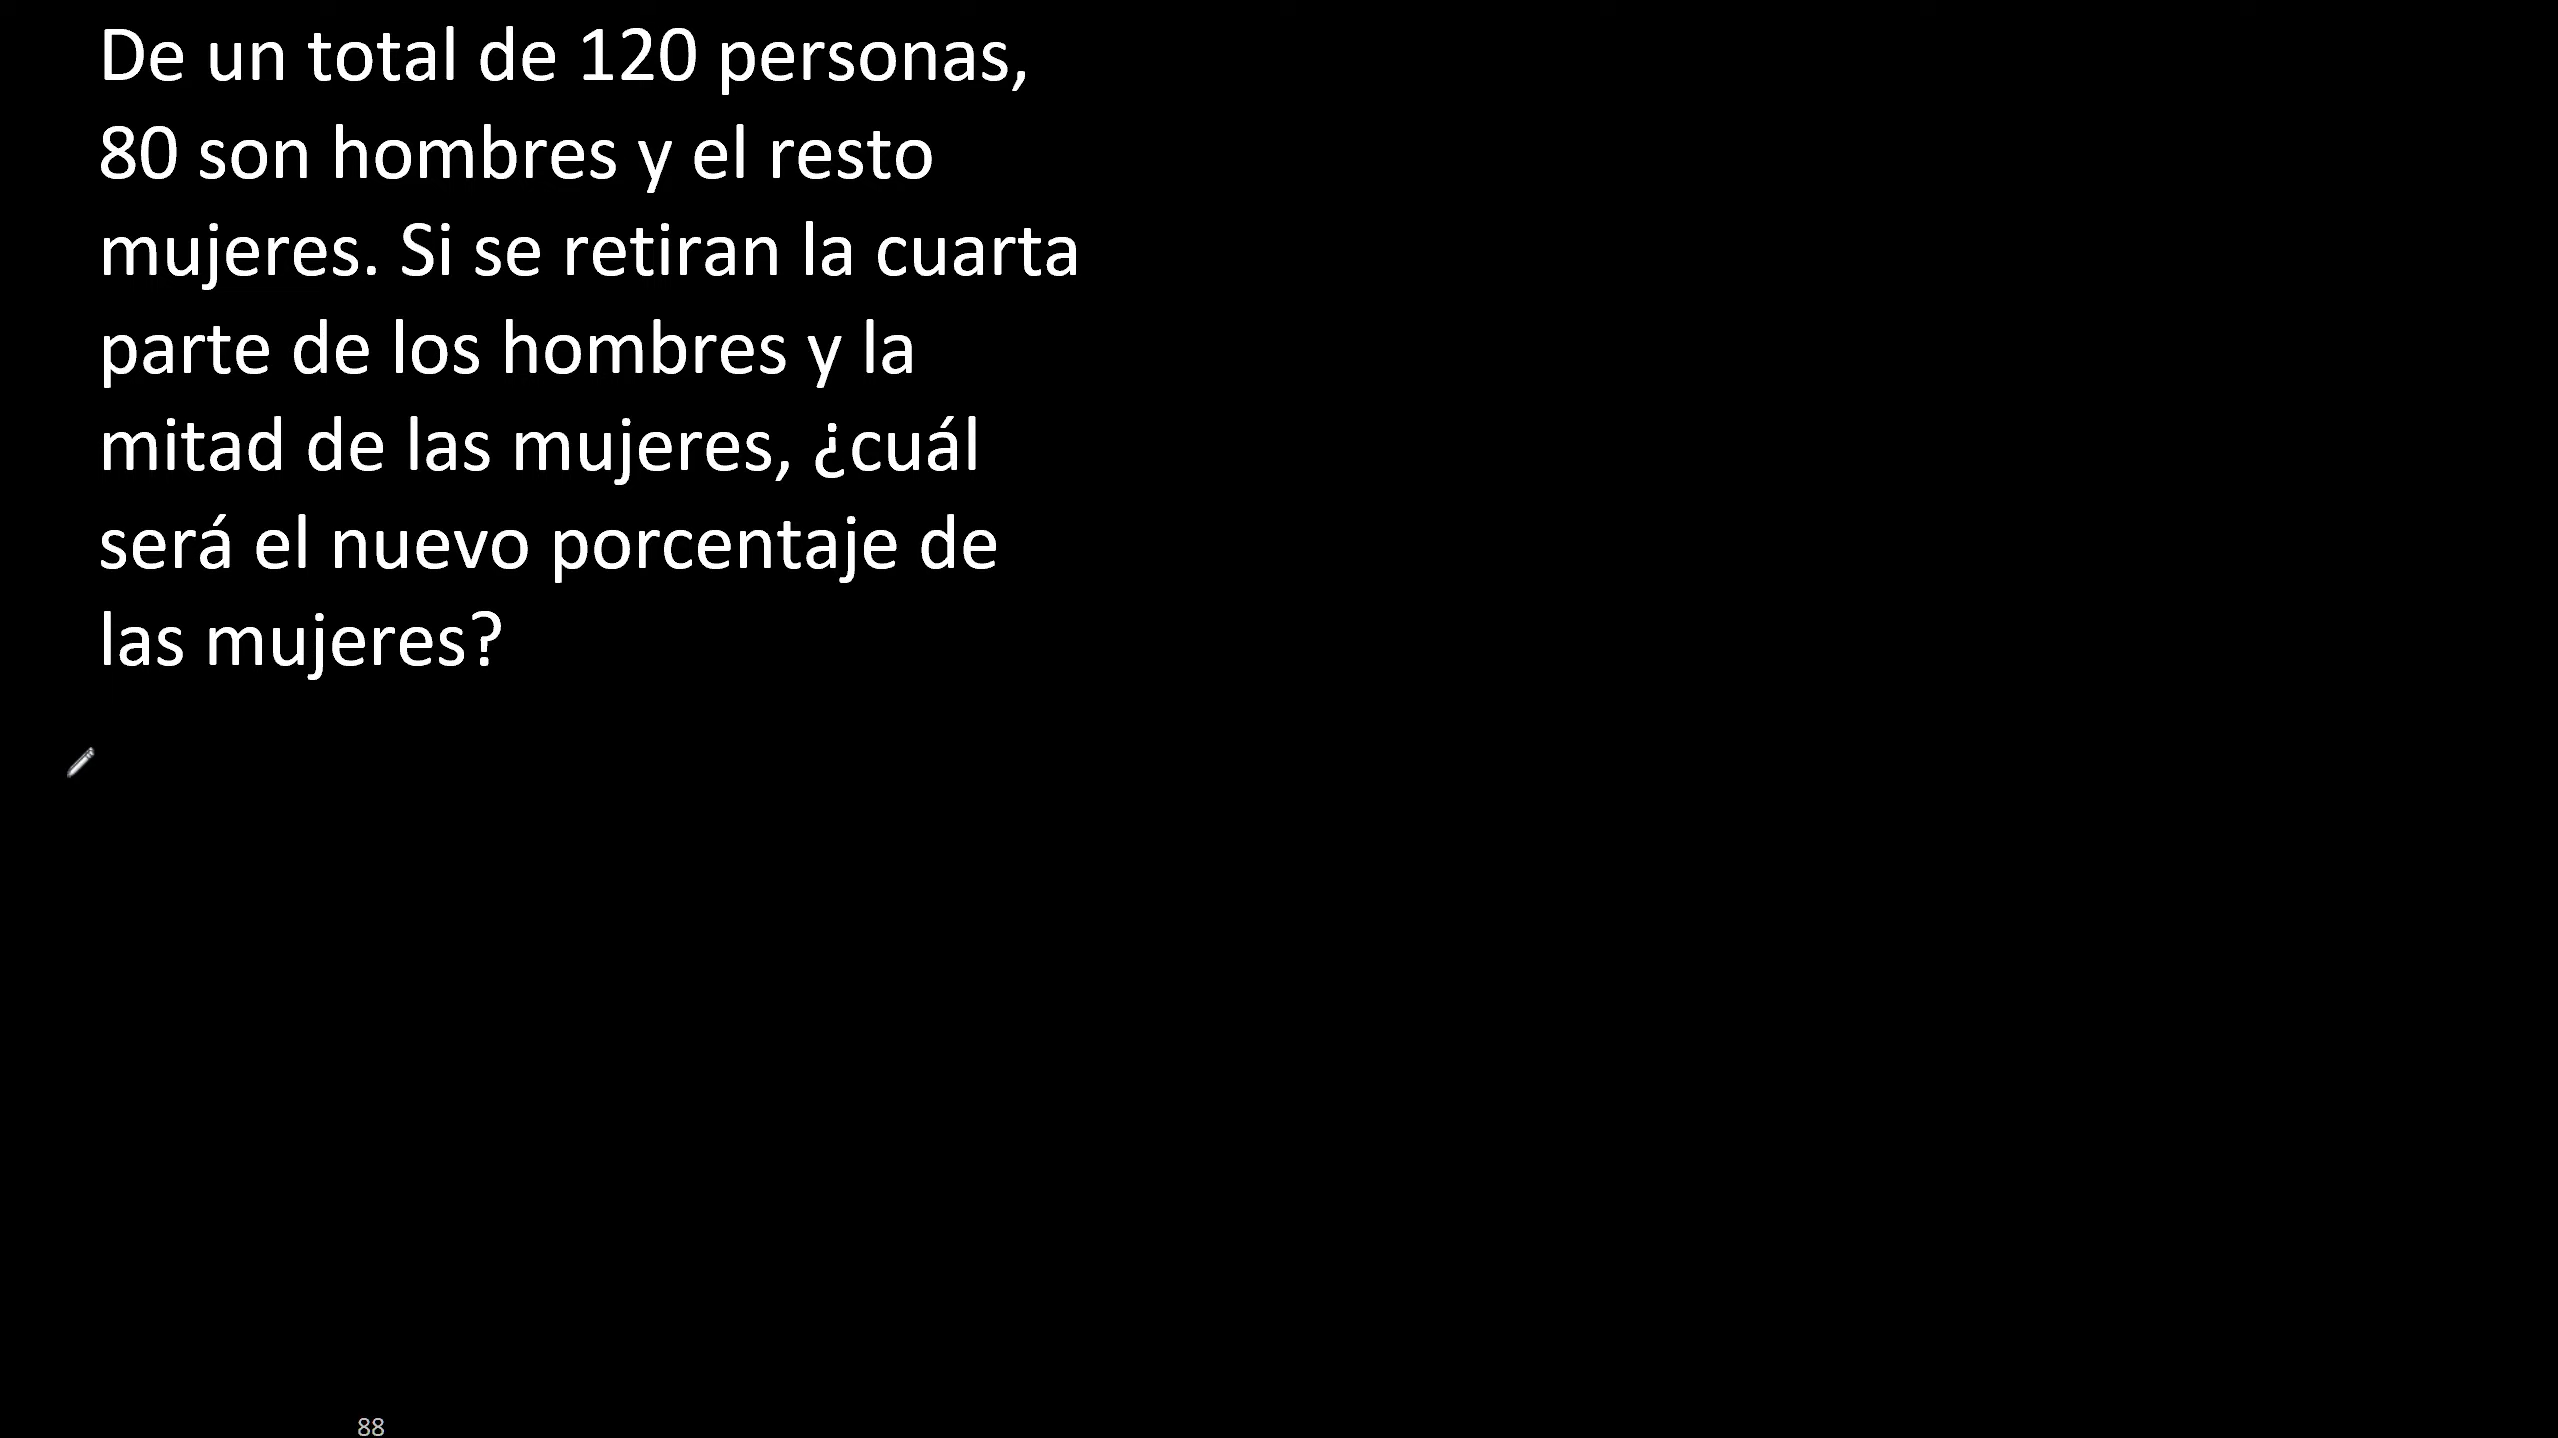 De un total de 120 personas,
80 son hombres y el resto
mujeres. Si se retiran la cuarta
parte de los hombres y la
mitad de las mujeres, ¿cuál
será el nuevo porcentaje de
las mujeres?
88